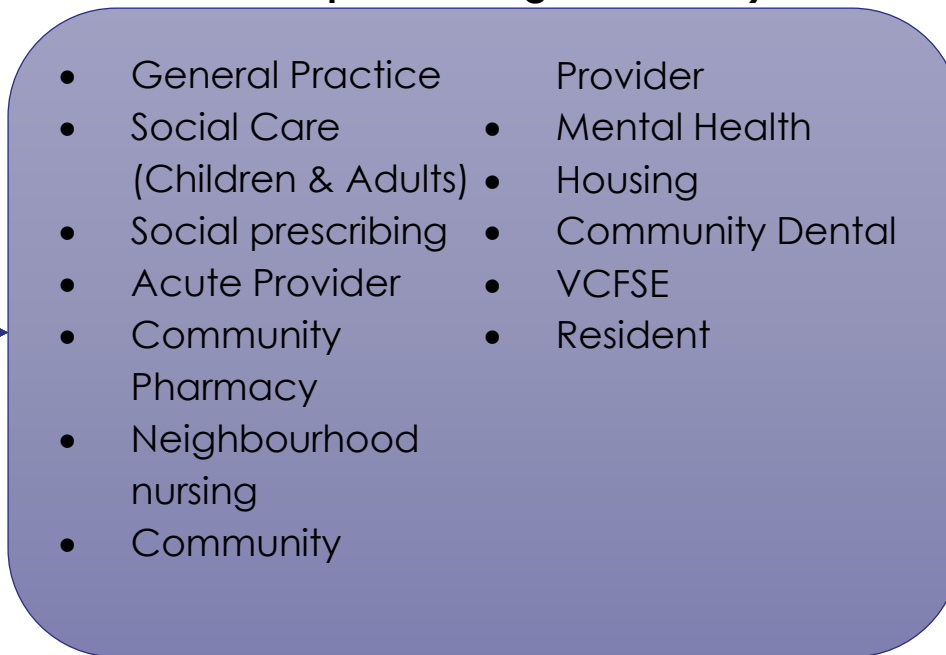 • General Practice
• Social Care
(Children & Adults)
• Social prescribing
• Acute Provider
• Community
Pharmacy
• Neighbourhood
nursing
• Community
Provider
• Mental Health
• Housing
• Community Dental
• VCFSE
• Resident